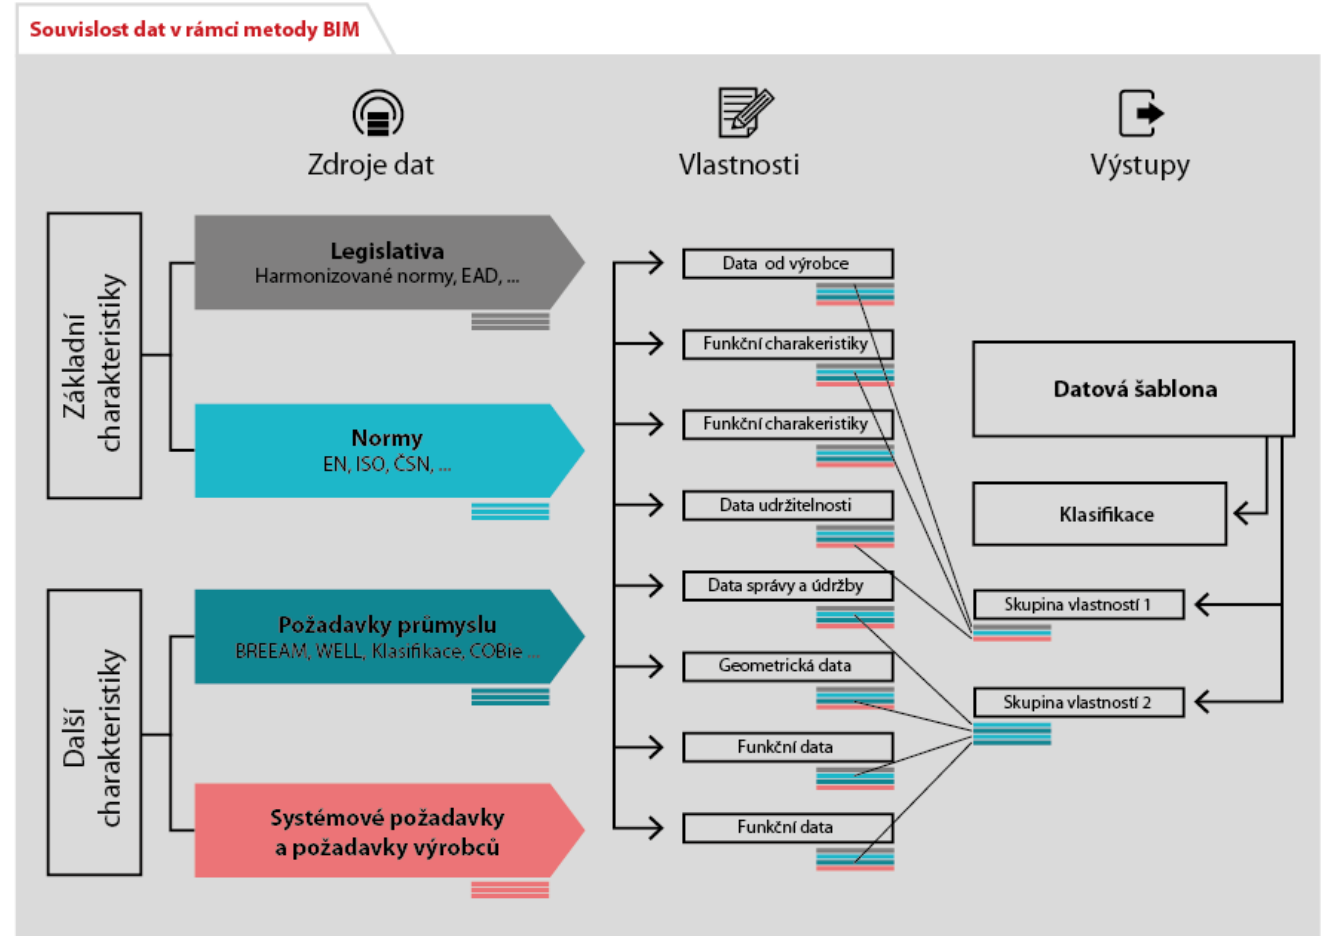 Souvislost dat v rámci metody BIM
Zdroje dat
Vlastnosti
Výstupy
Základní
charakteristiky
Legislativa
Harmonizované normy, EAD, ...
Normy
EN, ISO, ČSN, ...
Další
charakteristiky
Požadavky průmyslu
BREEAM, WELL, Klasifikace, COBie ...
Systémové požadavky
a požadavky výrobců
Data od výrobce
Funkční charakeristiky
Funkční charakeristiky
Data udržitelnosti
Data správy a údržby
Geometrická data
Funkční data
Funkční data
Datová šablona
Klasifikace
Skupina vlastností 1
Skupina vlastností 2